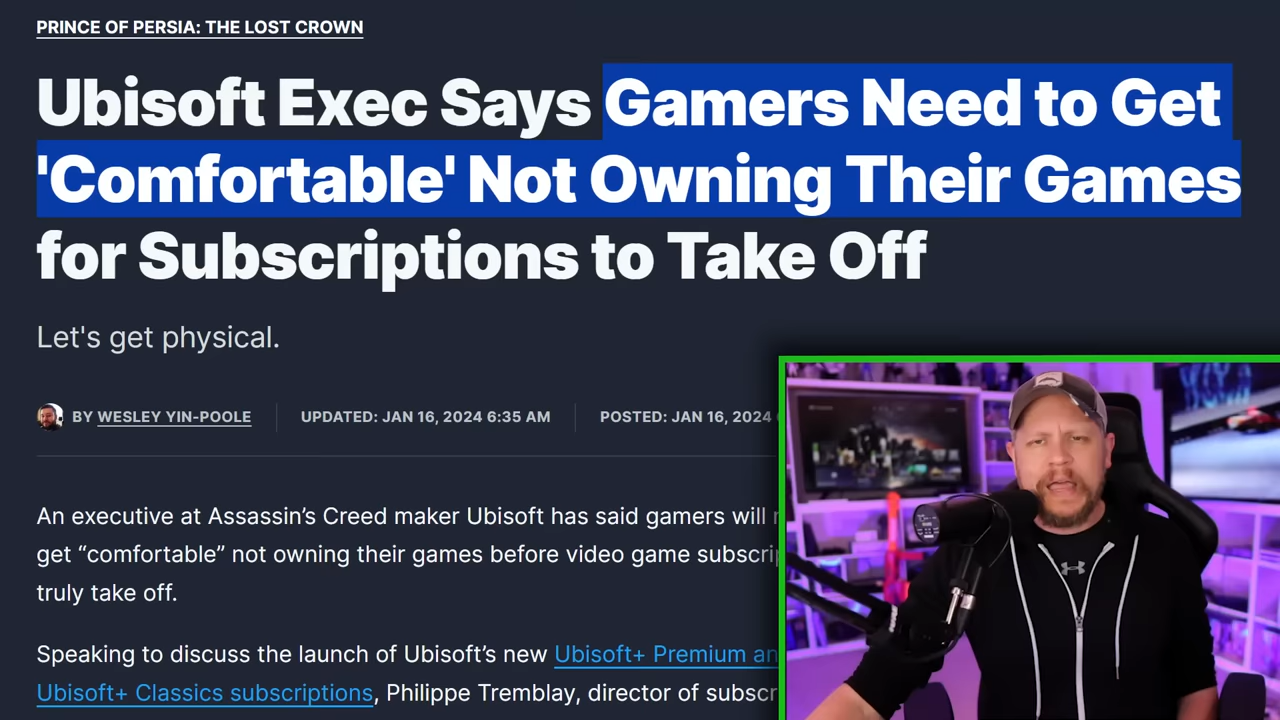 PRINCE OF PERSIA: THE LOST CROWN
Ubisoft Exec Says Gamers Need to Get
'Comfortable' Not Owning Their Games
for Subscriptions to Take Off
Let's get physical.
BY WESLEY YIN-POOLE UPDATED: JAN 16, 2024 6:35 AM POSTED: JAN 16, 2024
An executive at Assassin’s Creed maker Ubisoft has said gamers will
get “comfortable” not owning their games before video game
truly take off.
Speaking to discuss the launch of Ubisoft’s new Ubisoft+ Premium
Ubisoft+ Classics subscriptions, Philippe Tremblay, director of